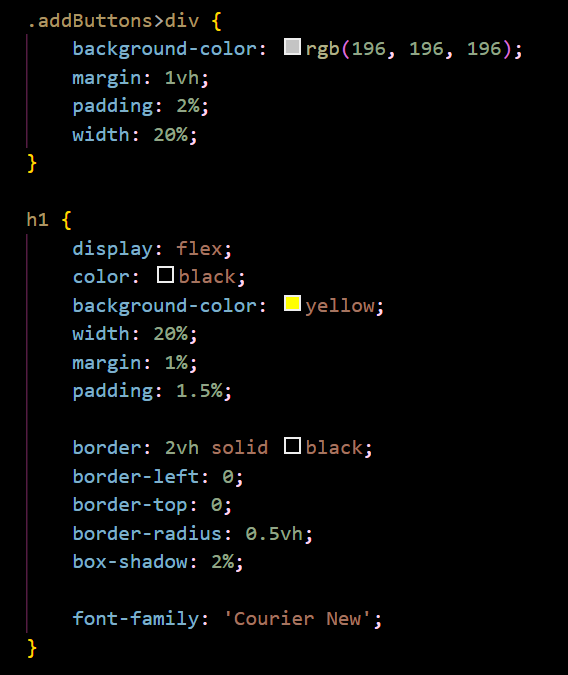 .addButtons>div {
    background-color: rgb(196, 196, 196);
    margin: 1vh;
    padding: 2%;
    width: 20%;
}

h1 {
    display: flex;
    color: black;
    background-color: yellow;
    width: 20%;
    margin: 1%;
    padding: 1.5%;

    border: 2vh solid black;
    border-left: 0;
    border-top: 0;
    border-radius: 0.5vh;
    box-shadow: 2%;

    font-family: 'Courier New';
}